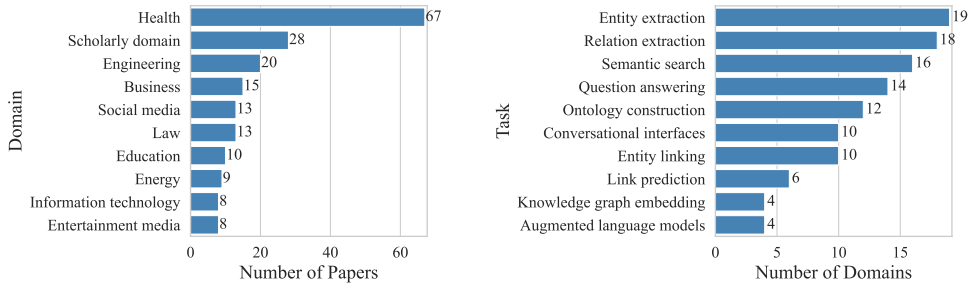 Domain
Health 67
Scholarly domain 28
Engineering 20
Business 15
Social media 13
Law 13
Education 10
Energy 9
Information technology 8
Entertainment media 8
0 20 40 60
Number of Papers
Task
Entity extraction 19
Relation extraction 18
Semantic search 16
Question answering 14
Ontology construction 12
Conversational interfaces 10
Entity linking 10
Link prediction 6
Knowledge graph embedding 4
Augmented language models 4
0 5 10 15
Number of Domains